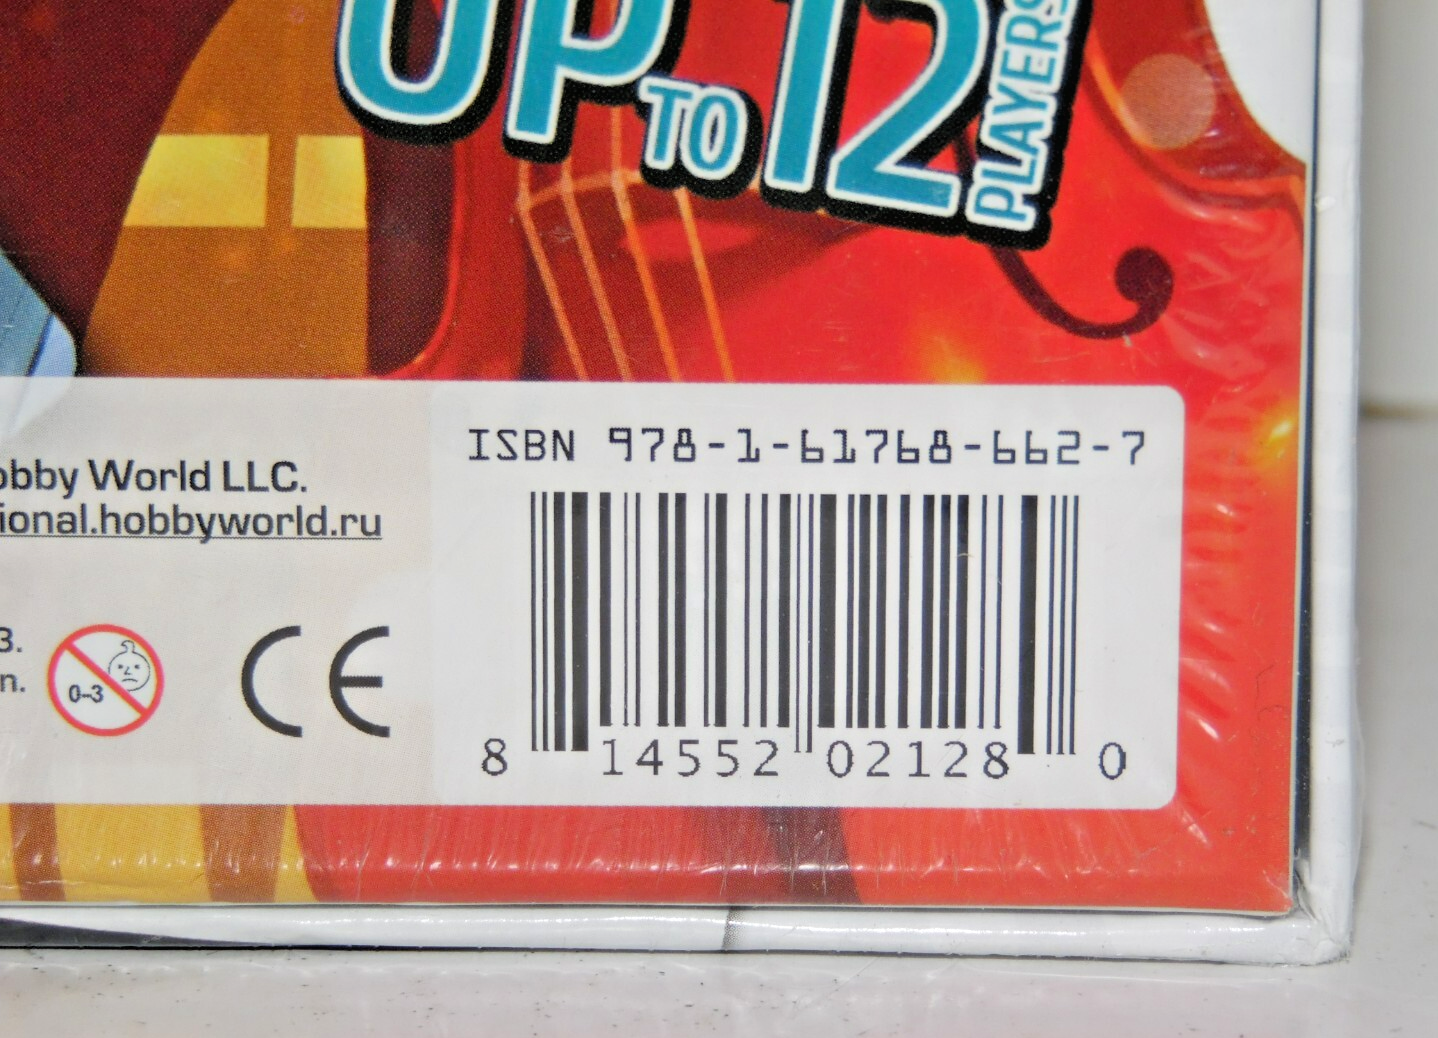 UP TO 12 PLAYERS
ISBN 978-1-61768-662-7
obby World LLC.
ional.hobbyworld.ru
3.
n.
0-3
CE
8 14552 02128 0